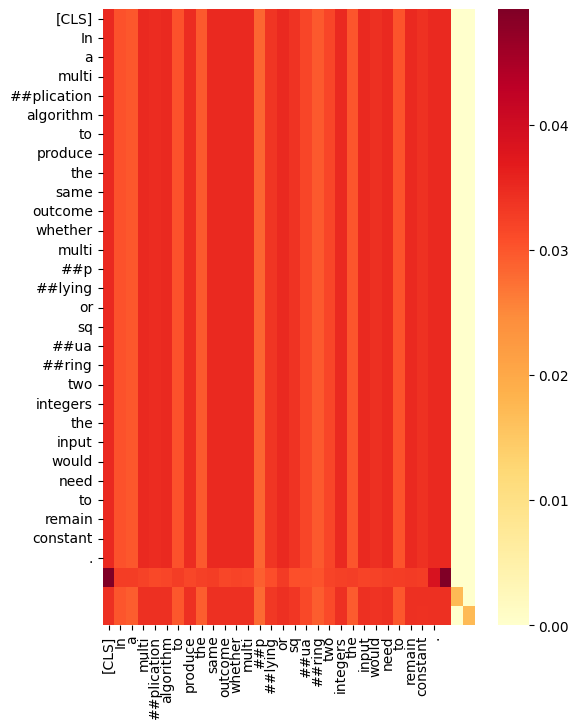 [CLS]
In
a
multi
##plication
algorithm
to
produce
the
same
outcome
whether
multi
##p
##lying
or
sq
##ua
##ring
two
integers
the
input
would
need
to
remain
constant
.
0.04
0.03
0.02
0.01
0.00
[CLS]
In
a
multi
##plication
algorithm
to
produce
the
same
outcome
whether
multi
##p
##lying
or
sq
##ua
##ring
two
integers
the
input
would
need
to
remain
constant
.